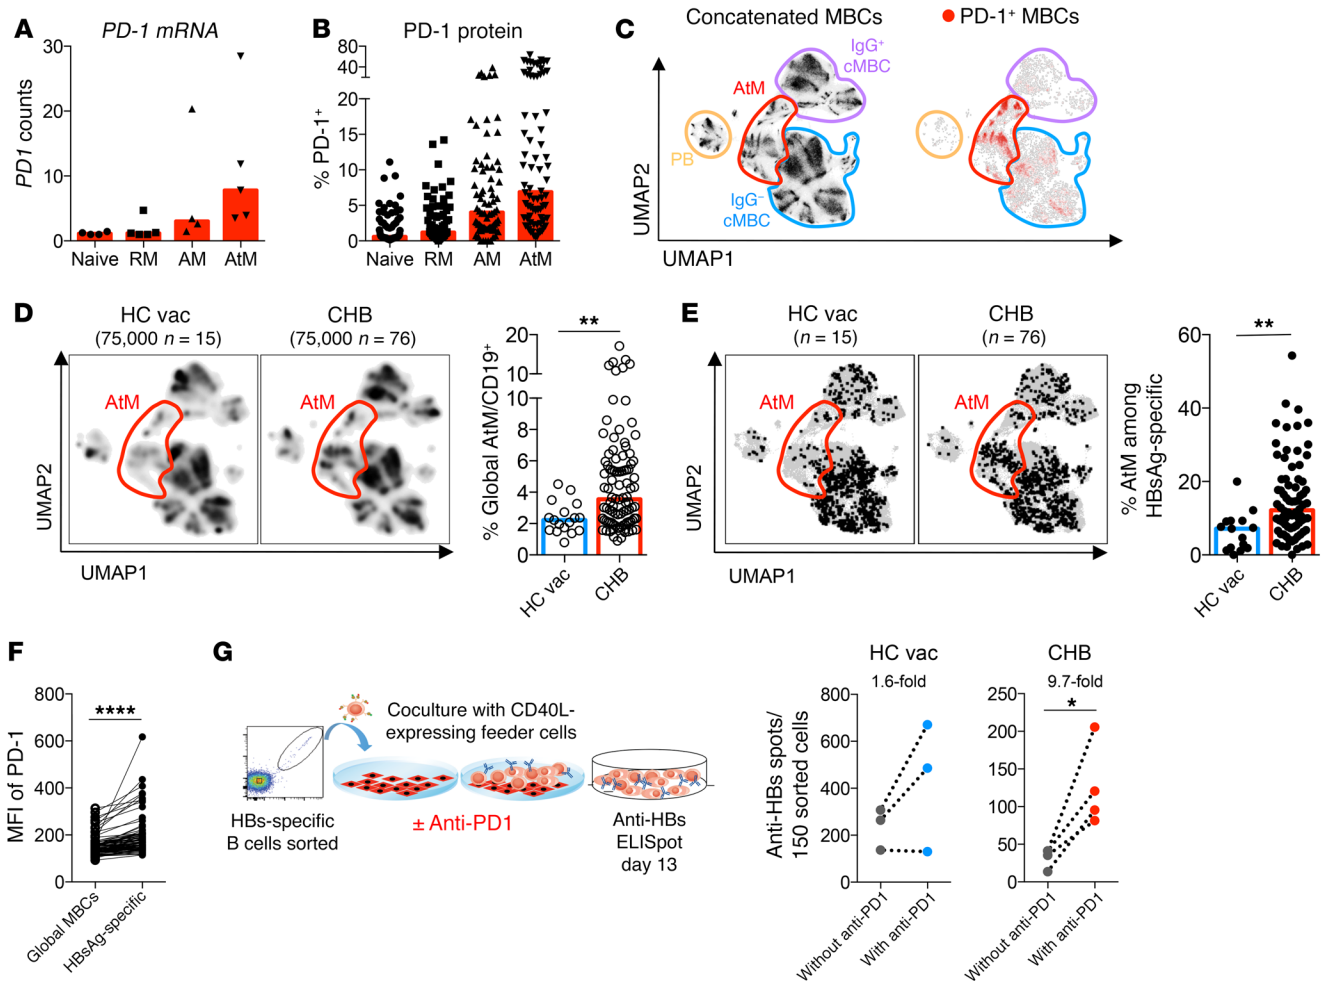 A
PD-1 mRNA
PD1 counts
30
20
10
0
Naive RM AM AtM
B
PD-1 protein
% PD-1+
80
40
20
15
10
5
0
Naive RM AM AtM
C
Concatenated MBCs
PD-1+ MBCs
IgG+
cMBC
AtM
PB
IgG−
cMBC
UMAP2
UMAP1
D
HC vac
(75,000 n = 15)
CHB
(75,000 n = 76)
AtM
AtM
UMAP2
UMAP1
% Global AtM/CD19+
**
20
10
10
8
6
4
2
0
HC vac
CHB
E
HC vac
(n = 15)
CHB
(n = 76)
AtM
AtM
UMAP2
UMAP1
% AtM among
HBsAg-specific
**
60
40
20
0
HC vac
CHB
F
MFI of PD-1
****
800
600
400
200
0
Global MBCs
HBsAg-specific
G
Coculture with CD40L-
expressing feeder cells
HBs-specific
B cells sorted
± Anti-PD1
Anti-HBs
ELISpot
day 13
Anti-HBs spots/
150 sorted cells
HC vac
1.6-fold
800
600
400
200
0
Without anti-PD1
With anti-PD1
CHB
9.7-fold
*
250
200
150
100
50
0
Without anti-PD1
With anti-PD1